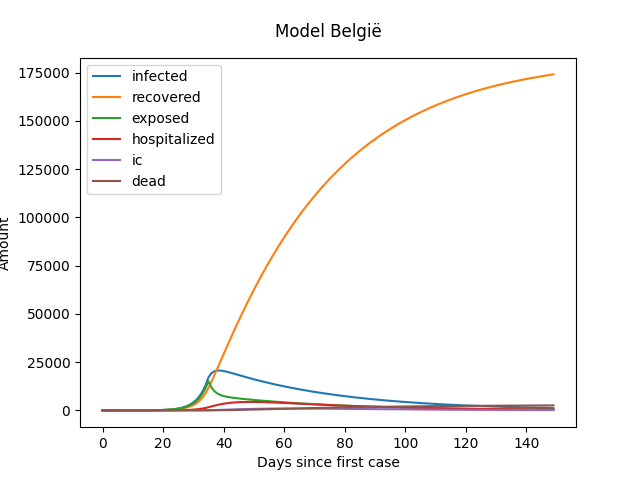 Model België
infected
recovered
exposed
hospitalized
ic
dead
175000
150000
125000
100000
75000
50000
25000
0
Amount
0 20 40 60 80 100 120 140
Days since first case